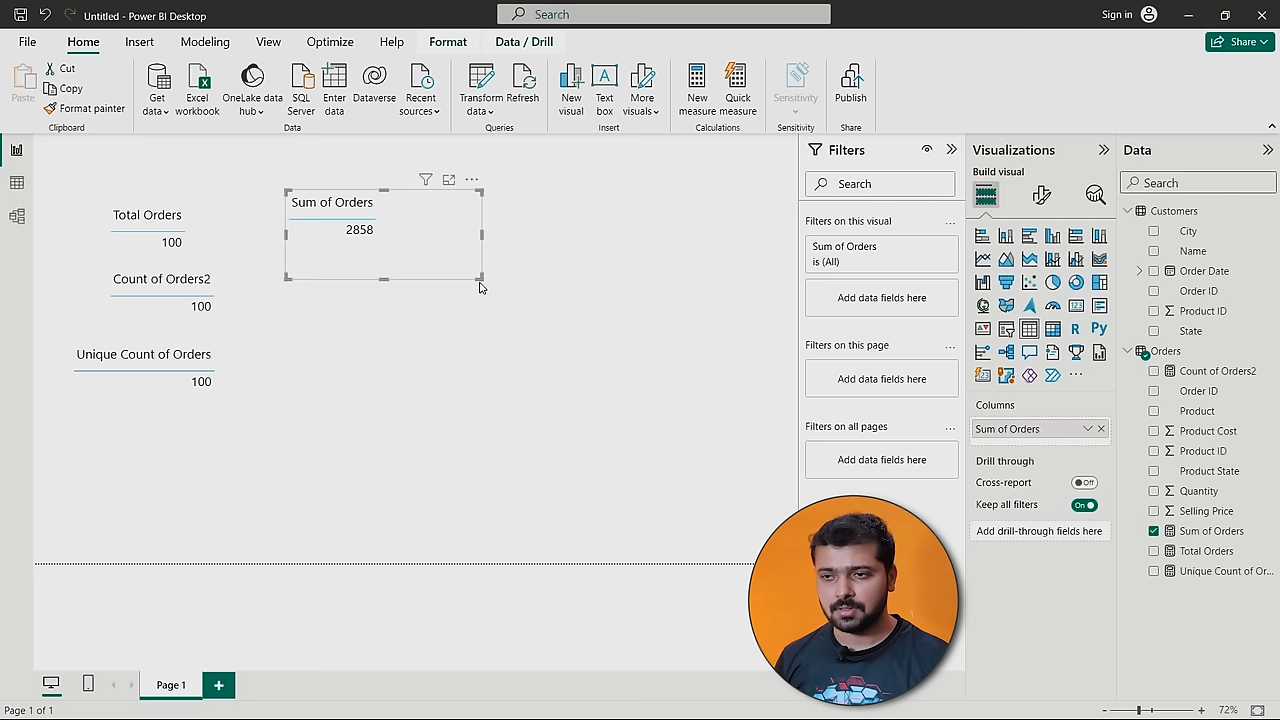 Untitled - Power BI Desktop
Search
Sign in
File
Home
Insert
Modeling
View
Optimize
Help
Format
Data / Drill
Share
Paste
Cut
Copy
Format painter
Clipboard
Get data
Excel workbook
OneLake data hub
SQL Server
Enter data
Dataverse
Recent sources
Data
Transform data
Refresh
Queries
New visual
Text box
More visuals
Insert
New measure
Quick measure
Calculations
Sensitivity
Sensitivity
Publish
Share
Total Orders
100
Count of Orders2
100
Unique Count of Orders
100
Sum of Orders
2858
Filters
Search
Filters on this visual
...
Sum of Orders
is (All)
Add data fields here
Filters on this page
...
Add data fields here
Filters on all pages
...
Add data fields here
Visualizations
Build visual
R
Py
123
...
Columns
Sum of Orders
Drill through
Cross-report
Off
Keep all filters
On
Add drill-through fields here
Data
Search
Customers
City
Name
Order Date
Order ID
Σ Product ID
State
Orders
Count of Orders2
Order ID
Product
Σ Product Cost
Σ Product ID
Product State
Σ Quantity
Σ Selling Price
Sum of Orders
Total Orders
Unique Count of Or...
Page 1
+
Page 1 of 1
- + 72%